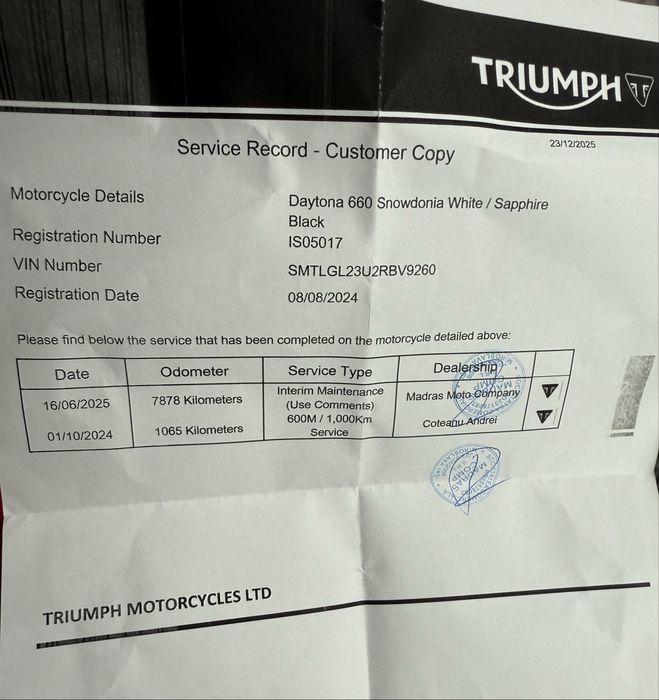 TRIUMPH
23/12/2025
Service Record - Customer Copy
Motorcycle Details Daytona 660 Snowdonia White / Sapphire
Black
Registration Number IS05017
VIN Number SMTLGL23U2RBV9260
Registration Date 08/08/2024
Please find below the service that has been completed on the motorcycle detailed above:
Date Odometer Service Type Dealership
16/06/2025 7878 Kilometers Interim Maintenance (Use Comments) Madras Moto Company
01/10/2024 1065 Kilometers 600M / 1,000Km Service Coteanu Andrei
TRIUMPH MOTORCYCLES LTD